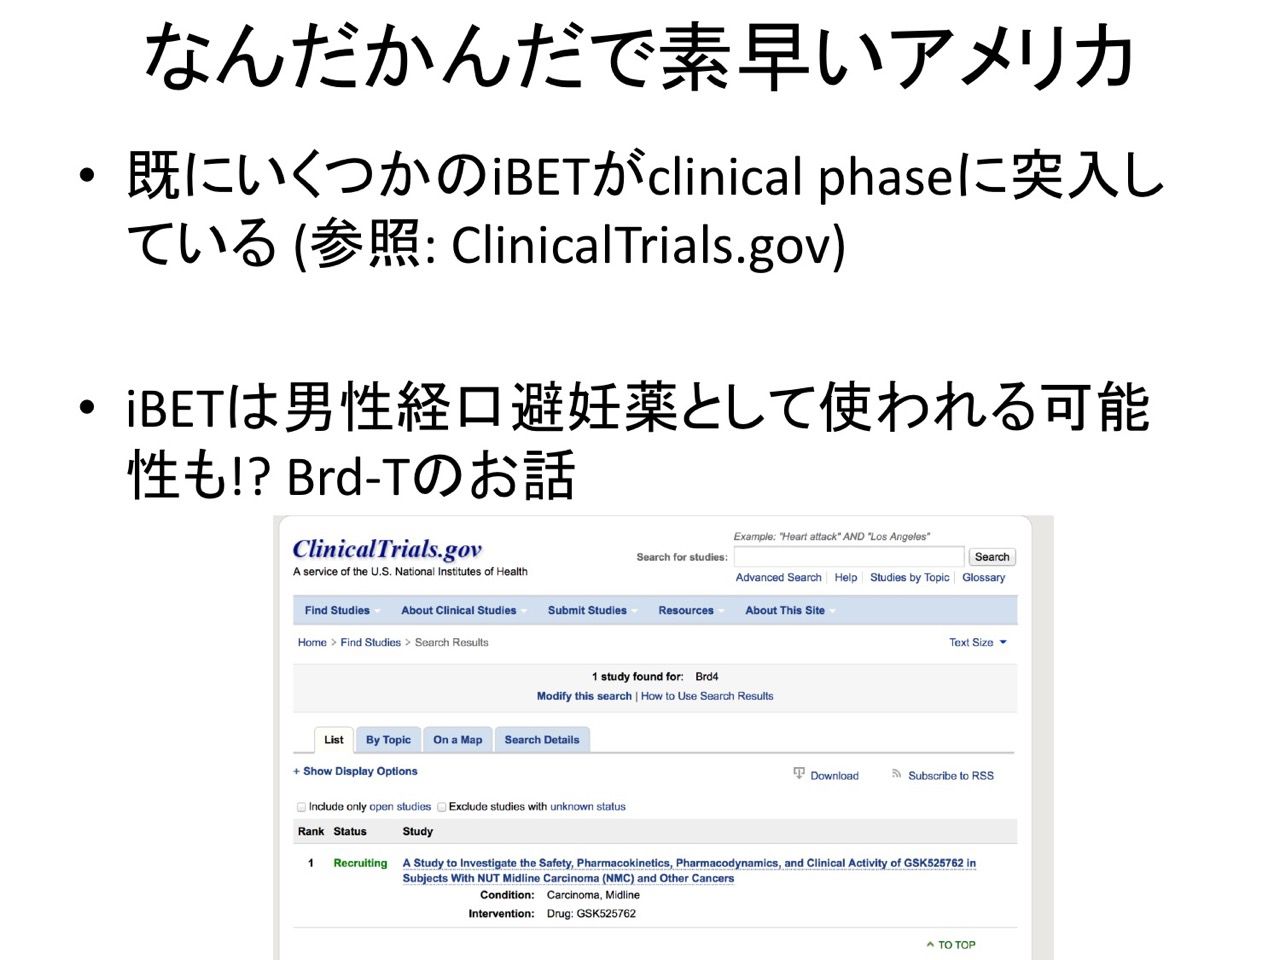 なんだかんだで素早いアメリカ
• 既にいくつかのiBETがclinical phaseに突入し
ている (参照: ClinicalTrials.gov)
• iBETは男性経口避妊薬として使われる可能
性も!? Brd-Tのお話
Example: "Heart attack" AND "Los Angeles"
ClinicalTrials.gov
Search for studies: Search
A service of the U.S. National Institutes of Health
Advanced Search Help Studies by Topic Glossary
Find Studies About Clinical Studies Submit Studies Resources About This Site
Home > Find Studies > Search Results Text Size
1 study found for: Brd4
Modify this search | How to Use Search Results
List By Topic On a Map Search Details
+ Show Display Options
Download Subscribe to RSS
Include only open studies Exclude studies with unknown status
Rank Status Study
1 Recruiting A Study to Investigate the Safety, Pharmacokinetics, Pharmacodynamics, and Clinical Activity of GSK525762 in
Subjects With NUT Midline Carcinoma (NMC) and Other Cancers
Condition: Carcinoma, Midline
Intervention: Drug: GSK525762
^ TO TOP